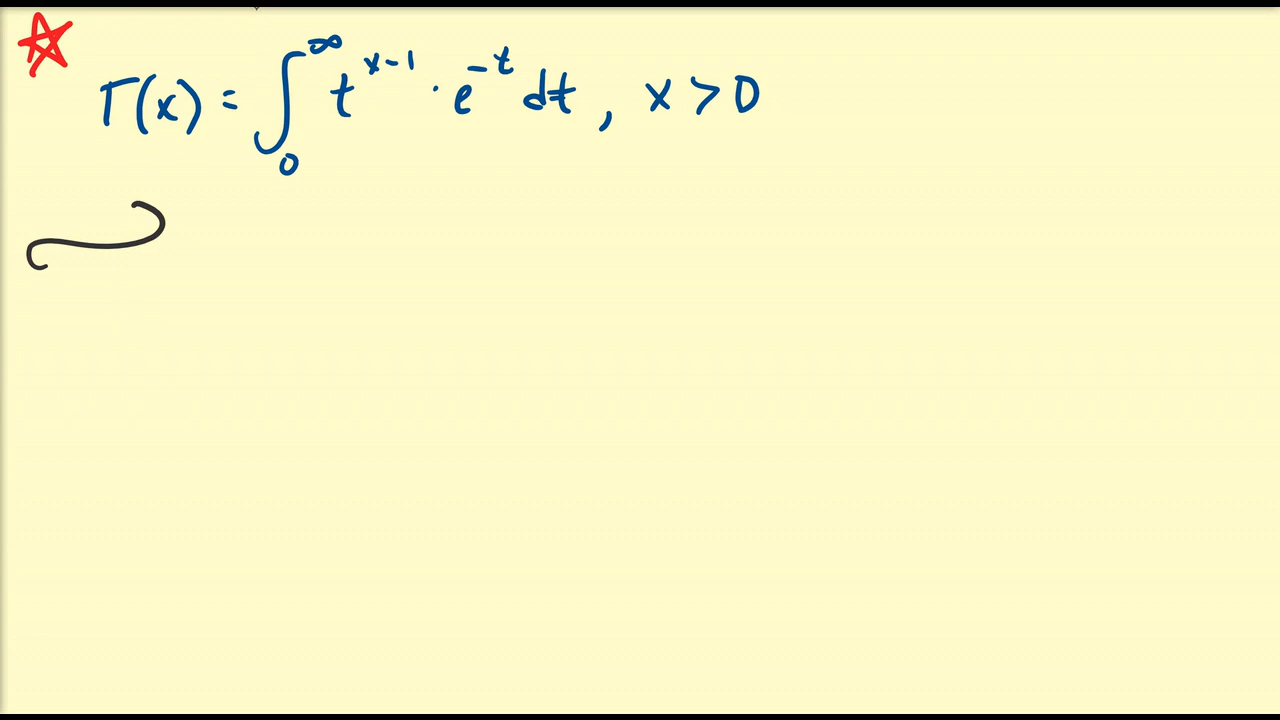 Γ(x) = ∫₀^∞ t^(x-1) · e^(-t) dt , x > 0